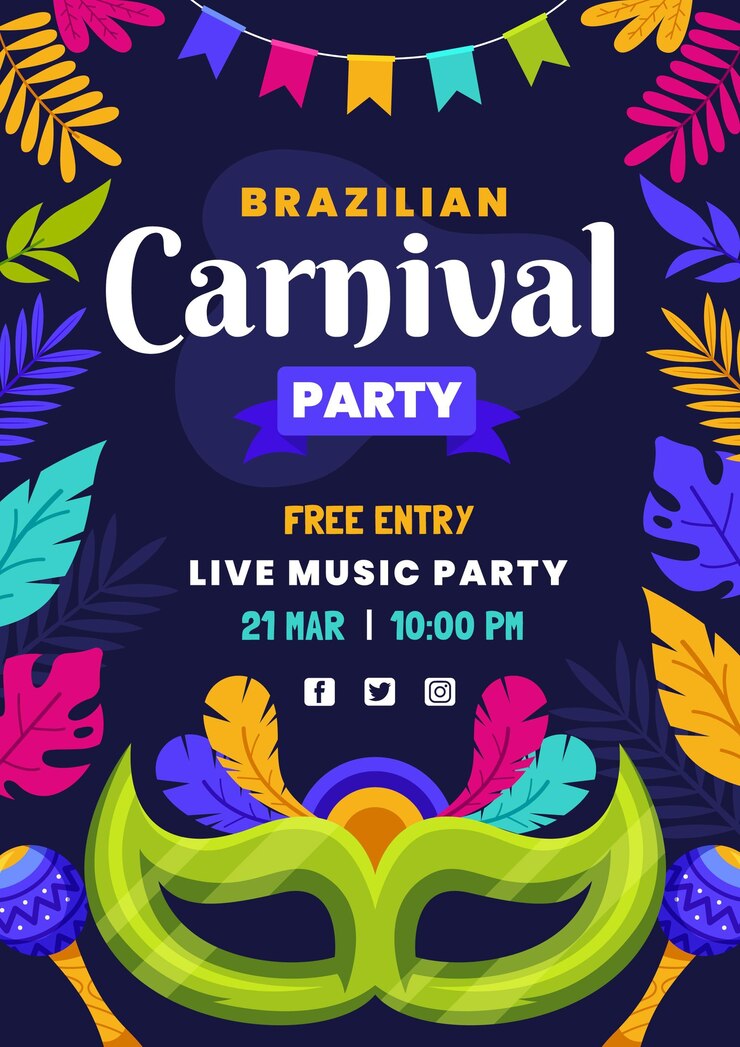 BRAZILIAN
Carnival
PARTY
FREE ENTRY
LIVE MUSIC PARTY
21 MAR | 10:00 PM